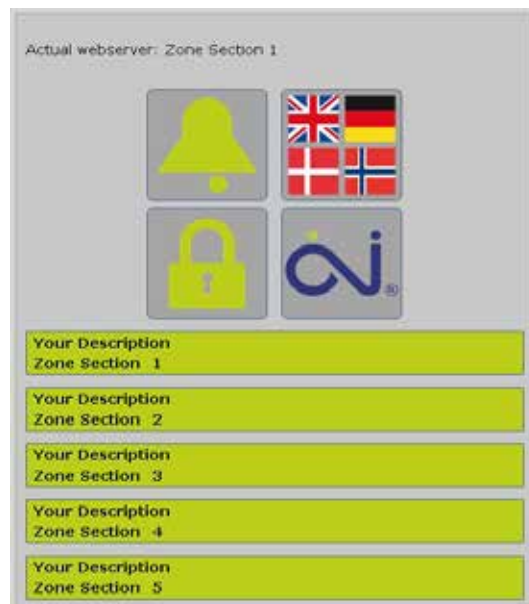 Actual webserver: Zone Section 1
OJ®
Your Description
Zone Section 1
Your Description
Zone Section 2
Your Description
Zone Section 3
Your Description
Zone Section 4
Your Description
Zone Section 5